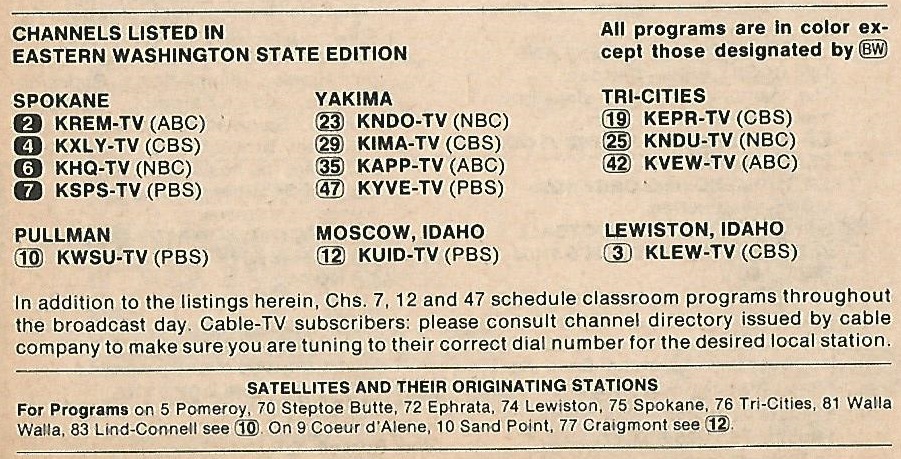 CHANNELS LISTED IN
EASTERN WASHINGTON STATE EDITION
All programs are in color ex-
cept those designated by BW
SPOKANE
2 KREM-TV (ABC)
4 KXLY-TV (CBS)
6 KHQ-TV (NBC)
7 KSPS-TV (PBS)
YAKIMA
23 KNDO-TV (NBC)
29 KIMA-TV (CBS)
35 KAPP-TV (ABC)
47 KYVE-TV (PBS)
TRI-CITIES
19 KEPR-TV (CBS)
25 KNDU-TV (NBC)
42 KVEW-TV (ABC)
PULLMAN
10 KWSU-TV (PBS)
MOSCOW, IDAHO
12 KUID-TV (PBS)
LEWISTON, IDAHO
3 KLEW-TV (CBS)
In addition to the listings herein, Chs. 7, 12 and 47 schedule classroom programs throughout
the broadcast day. Cable-TV subscribers: please consult channel directory issued by cable
company to make sure you are tuning to their correct dial number for the desired local station.
SATELLITES AND THEIR ORIGINATING STATIONS
For Programs on 5 Pomeroy, 70 Steptoe Butte, 72 Ephrata, 74 Lewiston, 75 Spokane, 76 Tri-Cities, 81 Walla
Walla, 83 Lind-Connell see 10. On 9 Coeur d'Alene, 10 Sand Point, 77 Craigmont see 12.